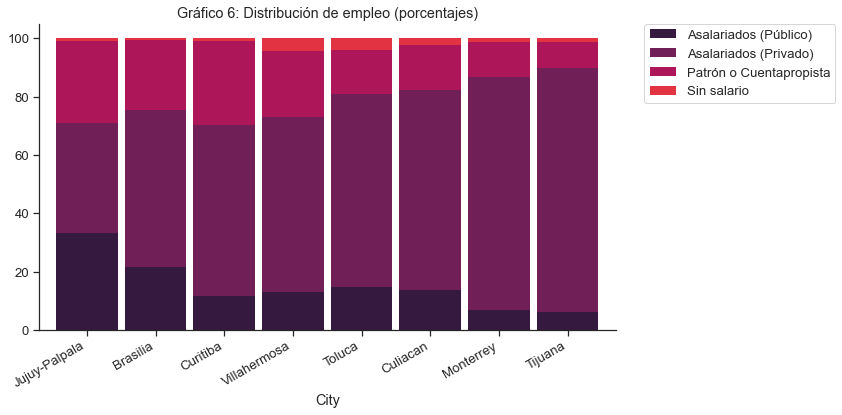 Gráfico 6: Distribución de empleo (porcentajes)
100
80
60
40
20
0
Jujuy-Palpala
Brasilia
Curitiba
Villahermosa
Toluca
Culiacan
Monterrey
Tijuana
City
Asalariados (Público)
Asalariados (Privado)
Patrón o Cuentapropista
Sin salario